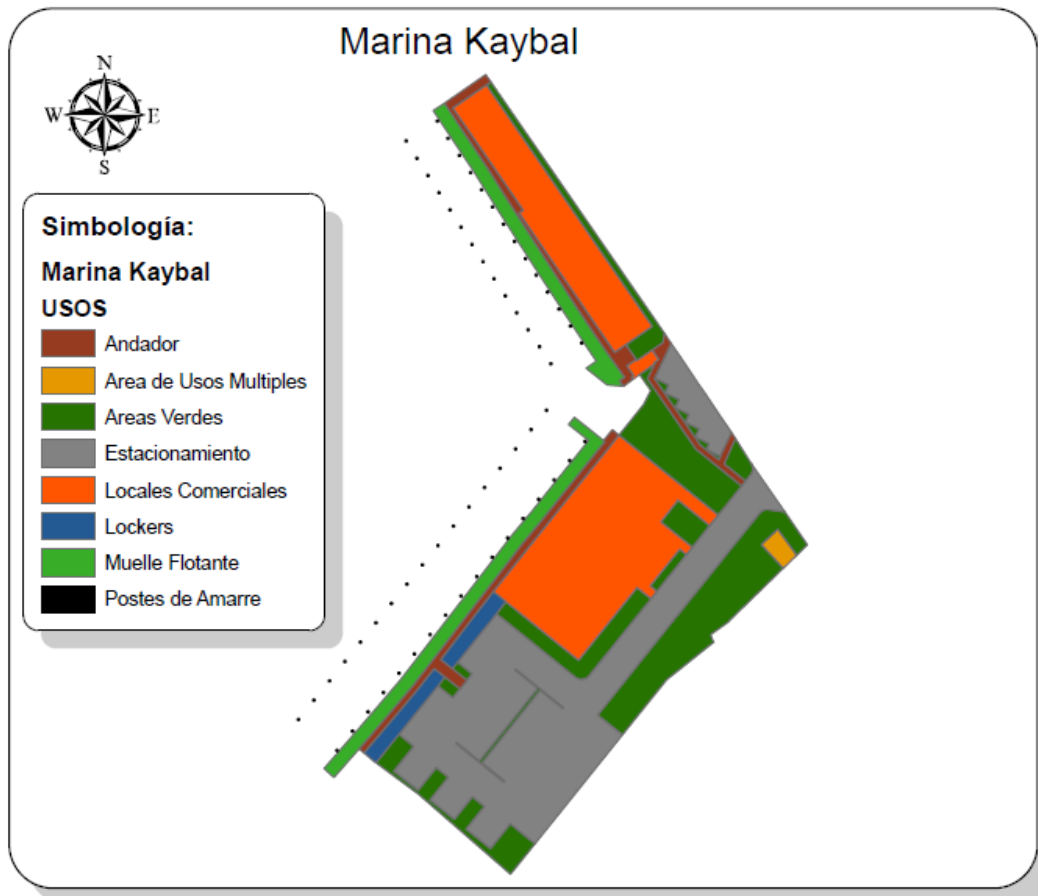 Marina Kaybal
N
W E
S
Simbología:
Marina Kaybal
USOS
Andador
Area de Usos Multiples
Areas Verdes
Estacionamiento
Locales Comerciales
Lockers
Muelle Flotante
Postes de Amarre